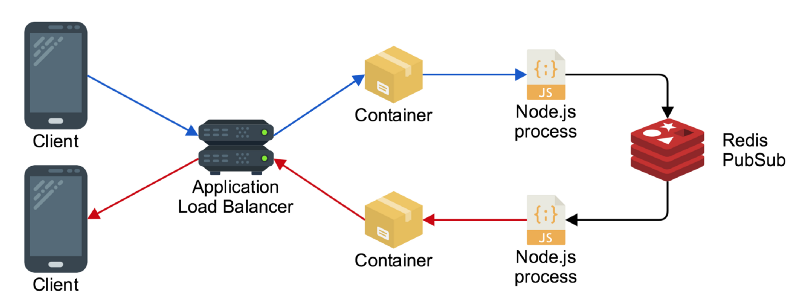 Client
Application
Load Balancer
Container
{;}
JS
Node.js
process
Redis
PubSub
Client
Container
{;}
JS
Node.js
process